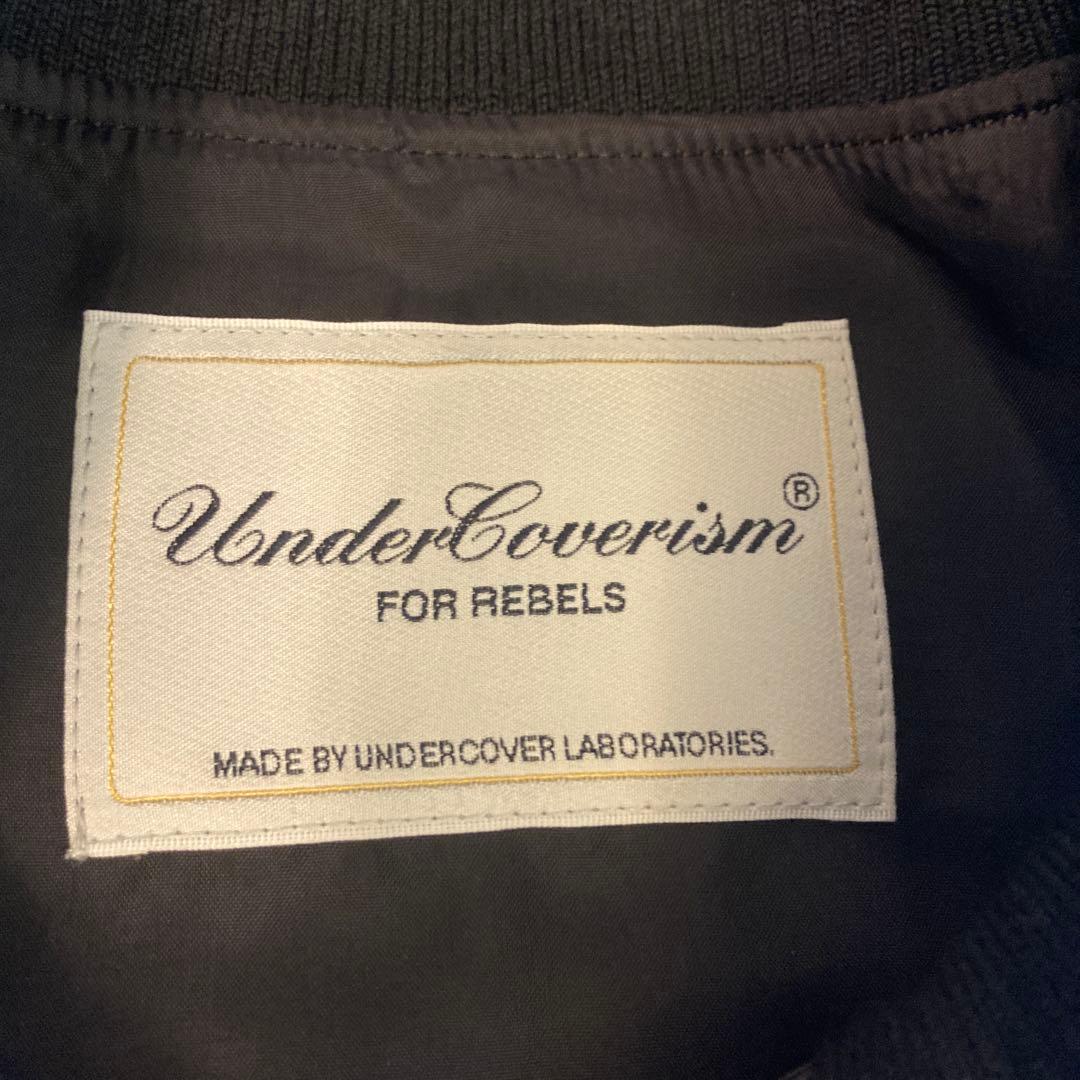 UnderCoverism®
FOR REBELS
MADE BY UNDERCOVER LABORATORIES.